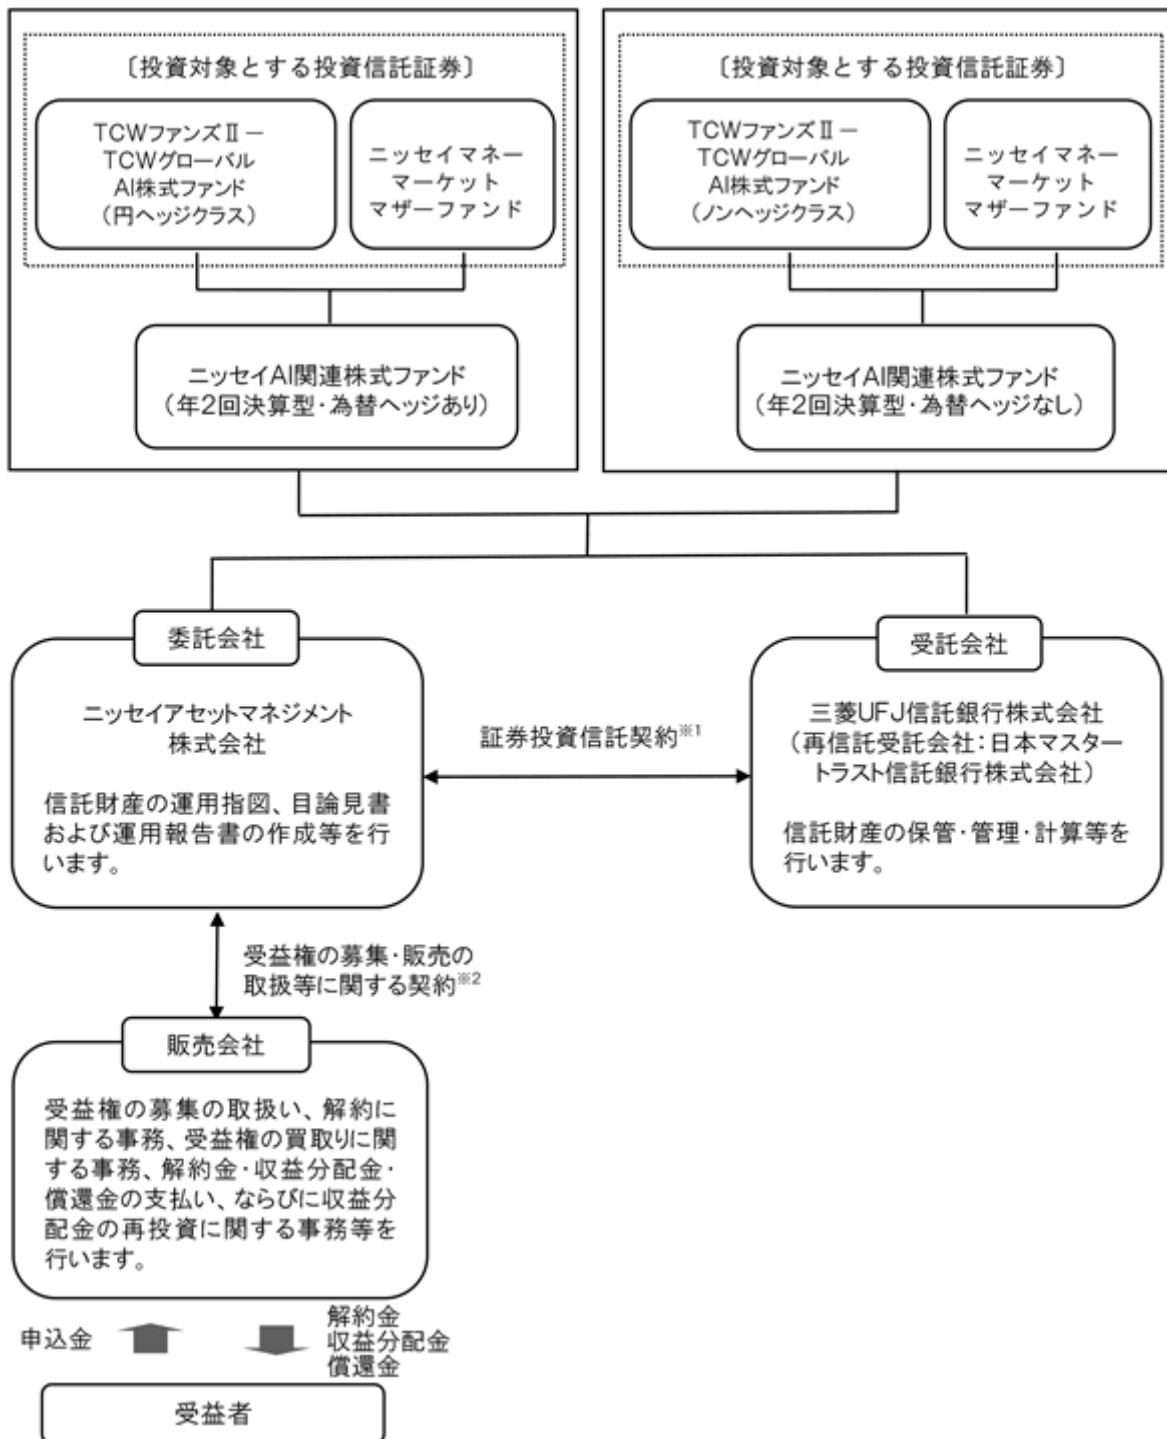 〔投資対象とする投資信託証券〕
TCWファンズⅡ－
TCWグローバル
AI株式ファンド
（円ヘッジクラス）
ニッセイマネー
マーケット
マザーファンド
ニッセイAI関連株式ファンド
（年2回決算型・為替ヘッジあり）
〔投資対象とする投資信託証券〕
TCWファンズⅡ－
TCWグローバル
AI株式ファンド
（ノンヘッジクラス）
ニッセイマネー
マーケット
マザーファンド
ニッセイAI関連株式ファンド
（年2回決算型・為替ヘッジなし）
委託会社
ニッセイアセットマネジメント
株式会社
信託財産の運用指図、目論見書
および運用報告書の作成等を行
います。
証券投資信託契約※1
受託会社
三菱UFJ信託銀行株式会社
（再信託受託会社：日本マスター
トラスト信託銀行株式会社）
信託財産の保管・管理・計算等を
行います。
受益権の募集・販売の
取扱等に関する契約※2
販売会社
受益権の募集の取扱い、解約に
関する事務、受益権の買取りに関
する事務、解約金・収益分配金・
償還金の支払い、ならびに収益分
配金の再投資に関する事務等を
行います。
申込金
解約金
収益分配金
償還金
受益者